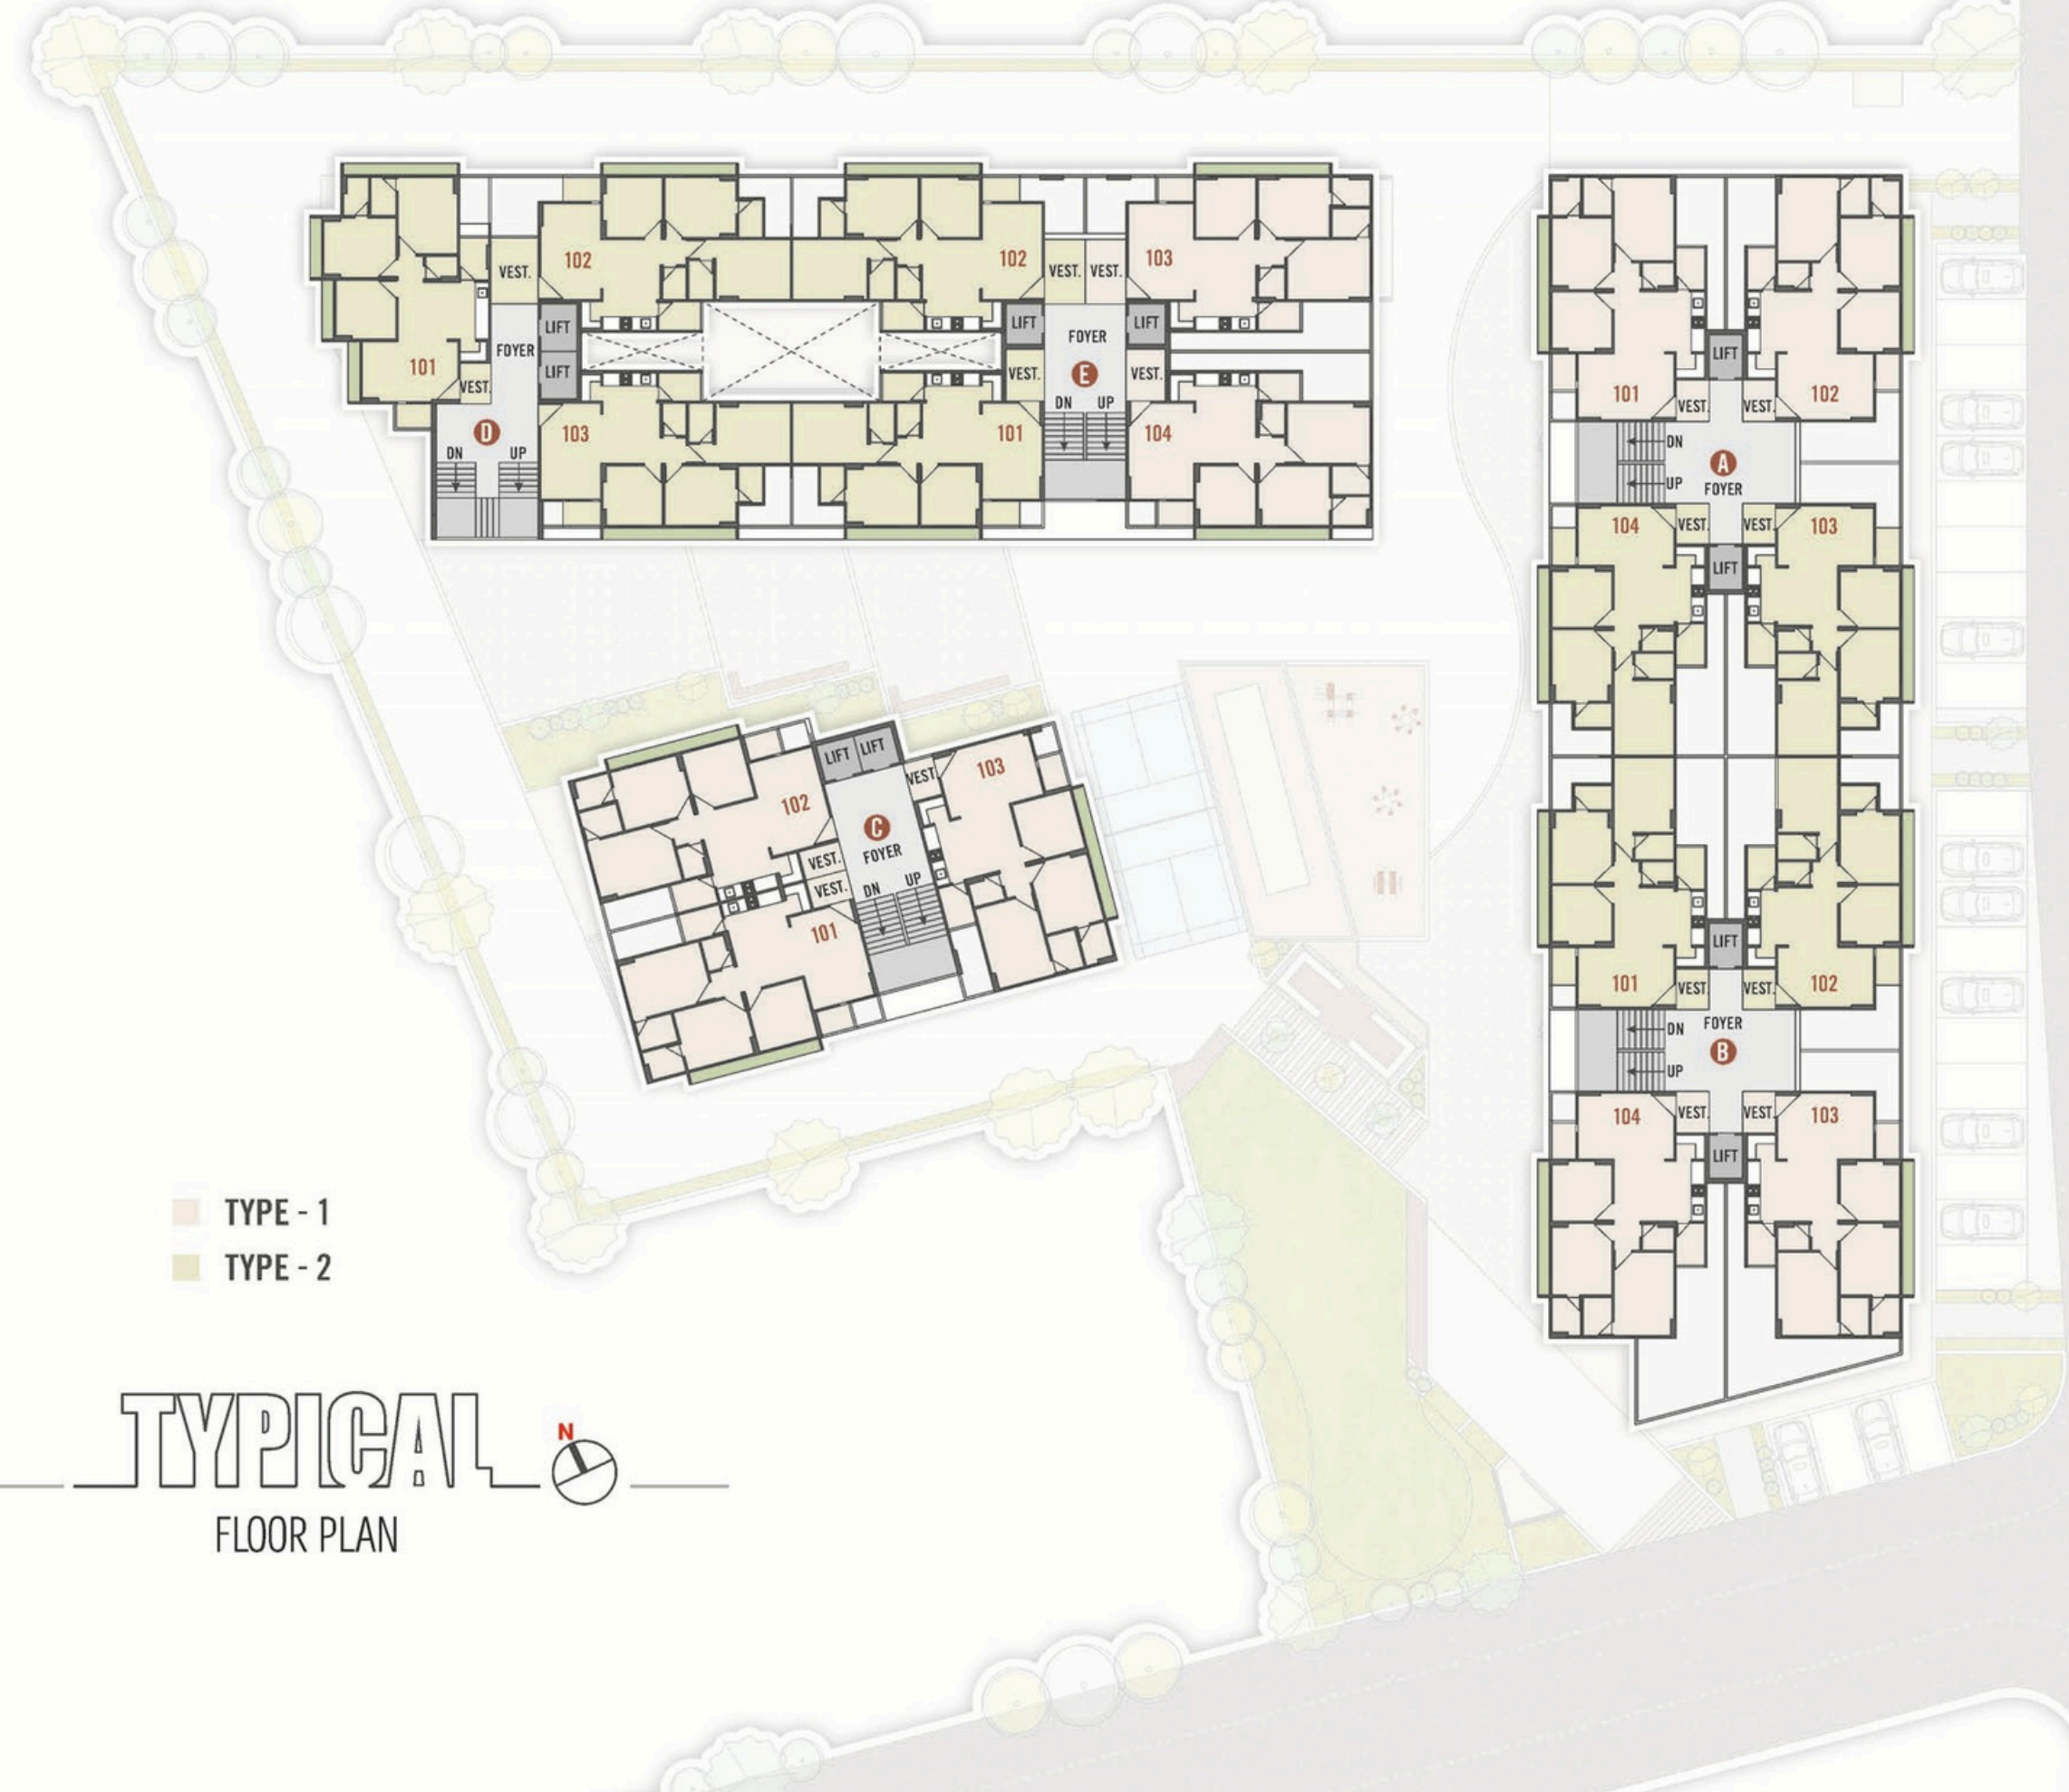 102
VEST.
102
VEST. VEST.
103
LIFT
LIFT
LIFT
FOYER
FOYER
101
LIFT
VEST.
VEST.
E
VEST.
DN UP
D
103
101
104
DN
UP
LIFT
101
102
VEST.
VEST.
DN
A
UP
FOYER
104
VEST.
VEST.
103
LIFT
LIFT
LIFT
VEST.
103
102
C
FOYER
VEST.
VEST.
DN
UP
101
LIFT
101
VEST.
VEST.
102
DN
FOYER
B
UP
104
VEST.
VEST.
103
LIFT
TYPE - 1
TYPE - 2
TYPICAL
N
FLOOR PLAN